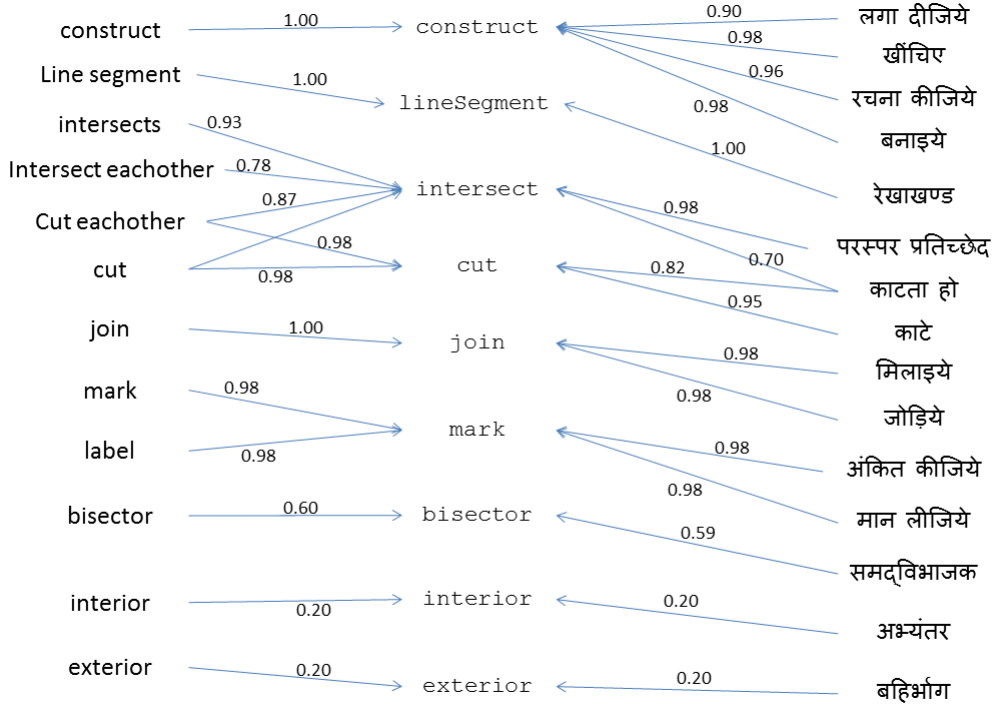 construct 1.00 construct 0.90 लगा दीजिये
0.98 खींचिए
Line segment 1.00 lineSegment 0.96 रचना कीजिये
0.98 बनाइये
intersects 0.93
1.00 रेखाखण्ड
Intersect eachother 0.78 intersect
Cut eachother 0.87 0.98 परस्पर प्रतिच्छेद
0.98 0.70
cut 0.98 cut 0.82 काटता हो
0.95 काटे
join 1.00 join 0.98 मिलाइये
0.98 जोड़िये
mark 0.98 mark
label 0.98 0.98 अंकित कीजिये
0.98 मान लीजिये
bisector 0.60 bisector 0.59 समद्विभाजक
interior 0.20 interior 0.20 अभ्यंतर
exterior 0.20 exterior 0.20 बहिर्भाग